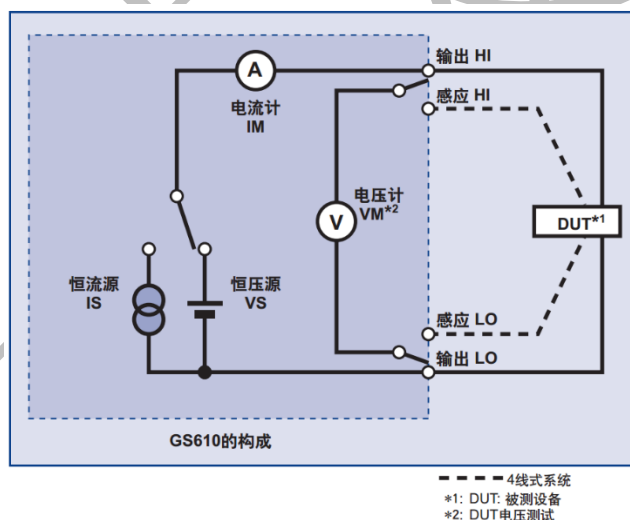 输出 HI
A
电流计
IM
感应 HI
电压计
VM*2
V
DUT*1
恒流源
IS
恒压源
VS
感应 LO
输出 LO
GS610的构成
4线式系统
*1: DUT: 被测设备
*2: DUT电压测试